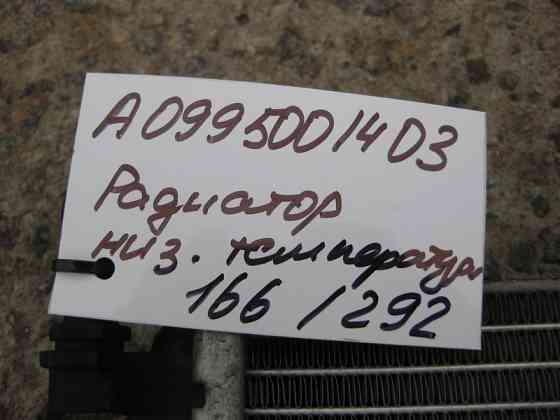 A0995001403
Радиатор
низ. температуры
166/292